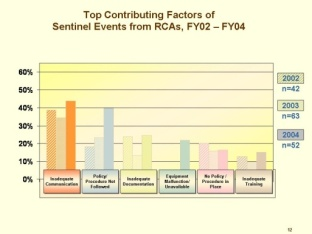 Top Contributing Factors of
Sentinel Events from RCAs, FY02 – FY04
60%
50%
40%
30%
20%
10%
0%
2002
n=42
2003
n=63
2004
n=52
Inadequate
Communication
Policy/
Procedure Not
Followed
Inadequate
Documentation
Equipment
Malfunction/
Unavailable
No Policy /
Procedure in
Place
Inadequate
Training
12